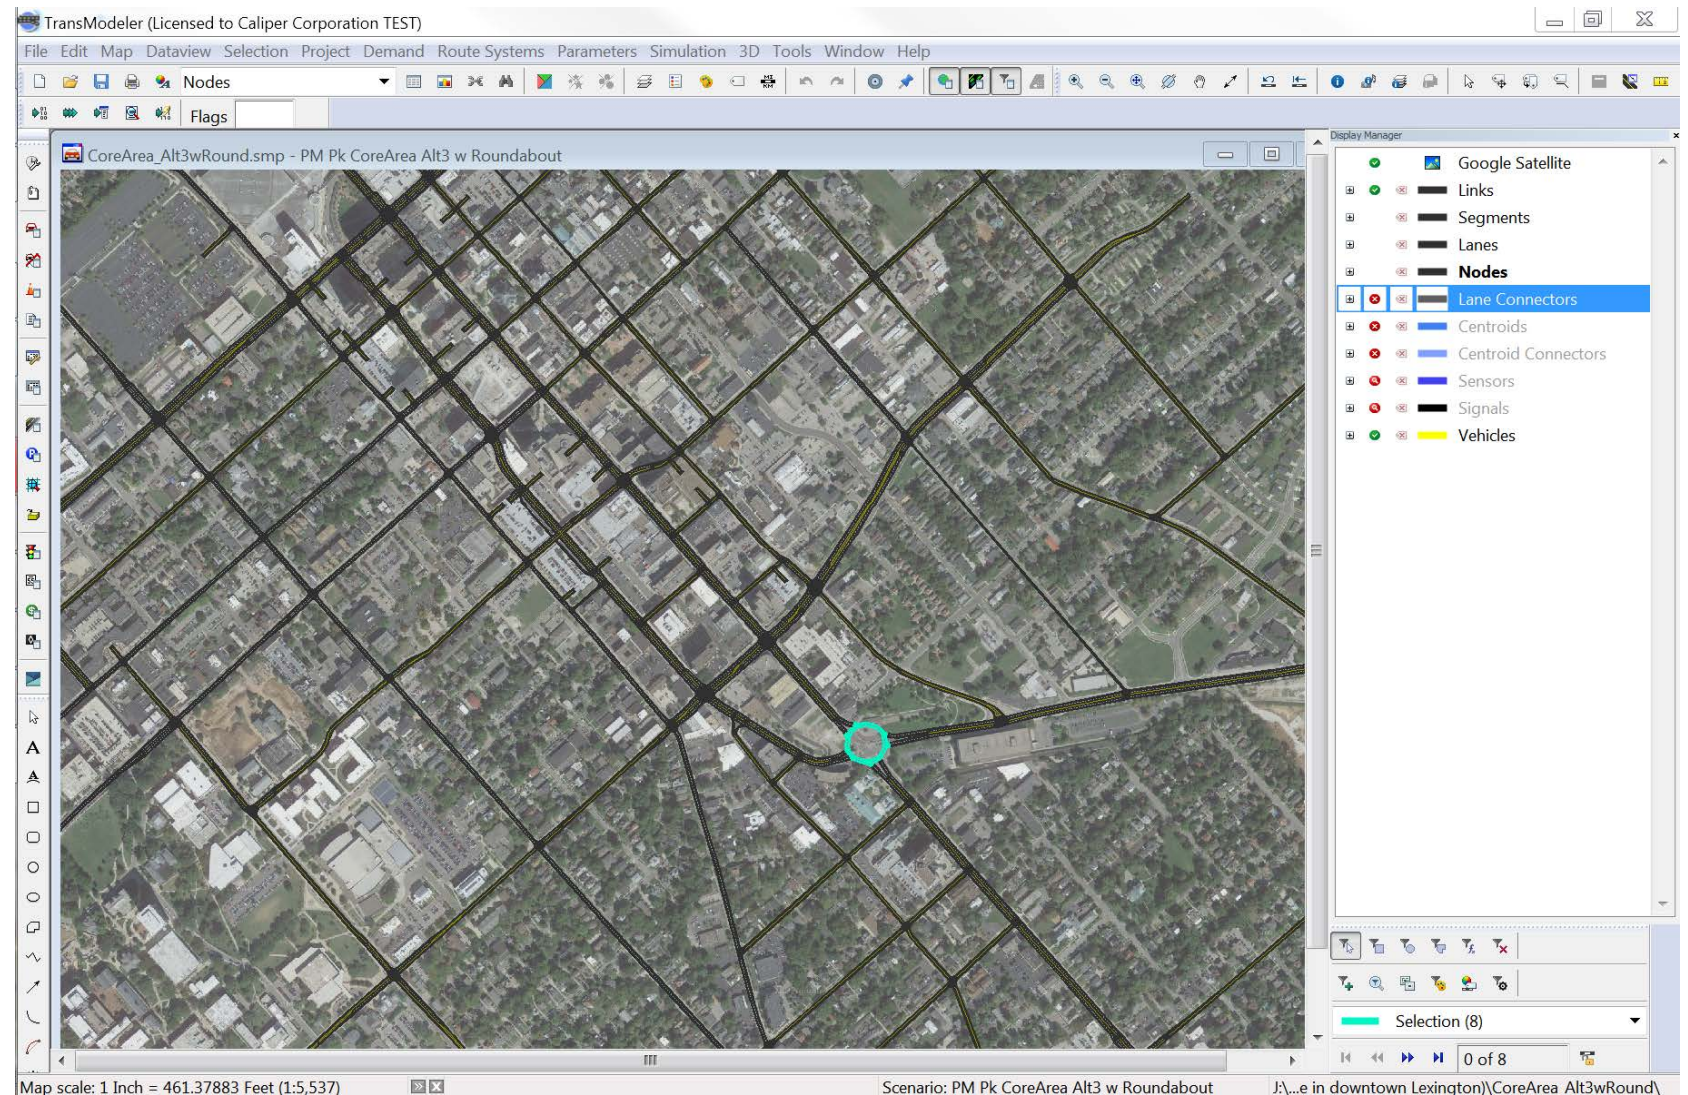 TransModeler (Licensed to Caliper Corporation TEST)
File Edit Map Dataview Selection Project Demand Route Systems Parameters Simulation 3D Tools Window Help
Nodes
Flags
CoreArea_Alt3wRound.smp - PM Pk CoreArea Alt3 w Roundabout
Display Manager
Google Satellite
Links
Segments
Lanes
Nodes
Lane Connectors
Centroids
Centroid Connectors
Sensors
Signals
Vehicles
Selection (8)
0 of 8
Map scale: 1 Inch = 461.37883 Feet (1:5,537)
Scenario: PM Pk CoreArea Alt3 w Roundabout
J:\...e in downtown Lexington)\CoreArea_Alt3wRound\